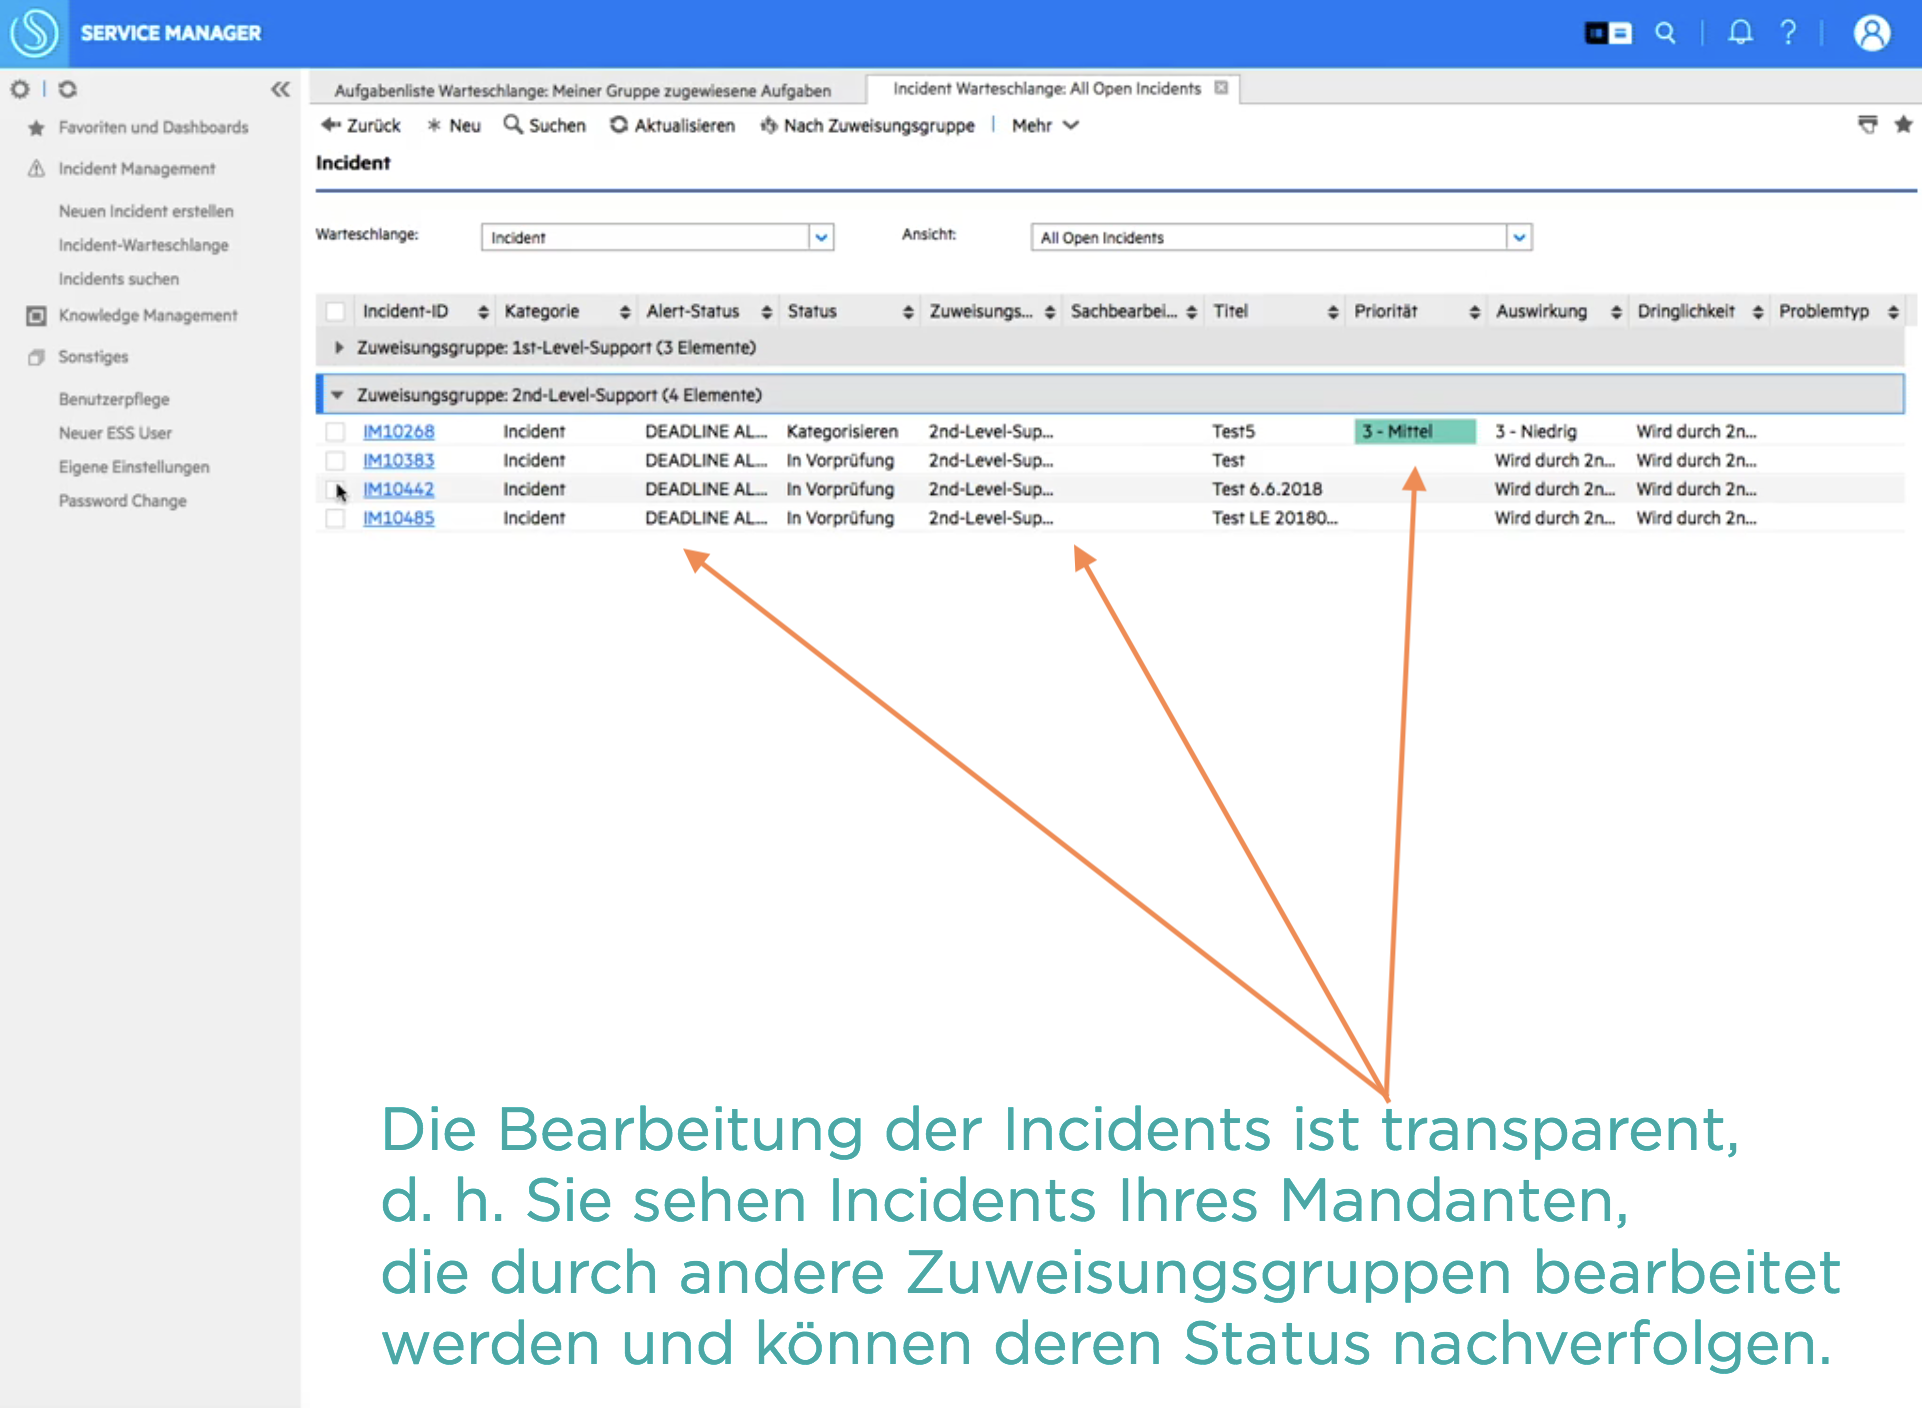 SERVICE MANAGER
Aufgabenliste Warteschlange: Meiner Gruppe zugewiesene Aufgaben
Incident Warteschlange: All Open Incidents
Favoriten und Dashboards
Incident Management
Neuen Incident erstellen
Incident-Warteschlange
Incidents suchen
Knowledge Management
Sonstiges
Benutzerpflege
Neuer ESS User
Eigene Einstellungen
Password Change
Zurück Neu Suchen Aktualisieren Nach Zuweisungsgruppe | Mehr
Incident
Warteschlange: Incident Ansicht: All Open Incidents
Incident-ID Kategorie Alert-Status Status Zuweisungs... Sachbearbei... Titel Priorität Auswirkung Dringlichkeit Problemtyp
Zuweisungsgruppe: 1st-Level-Support (3 Elemente)
Zuweisungsgruppe: 2nd-Level-Support (4 Elemente)
IM10268 Incident DEADLINE AL... Kategorisieren 2nd-Level-Sup... Test5 3 - Mittel 3 - Niedrig Wird durch 2n...
IM10383 Incident DEADLINE AL... In Vorprüfung 2nd-Level-Sup... Test Wird durch 2n... Wird durch 2n...
IM10442 Incident DEADLINE AL... In Vorprüfung 2nd-Level-Sup... Test 6.6.2018 Wird durch 2n... Wird durch 2n...
IM10485 Incident DEADLINE AL... In Vorprüfung 2nd-Level-Sup... Test LE 20180... Wird durch 2n... Wird durch 2n...
Die Bearbeitung der Incidents ist transparent,
d. h. Sie sehen Incidents Ihres Mandanten,
die durch andere Zuweisungsgruppen bearbeitet
werden und können deren Status nachverfolgen.